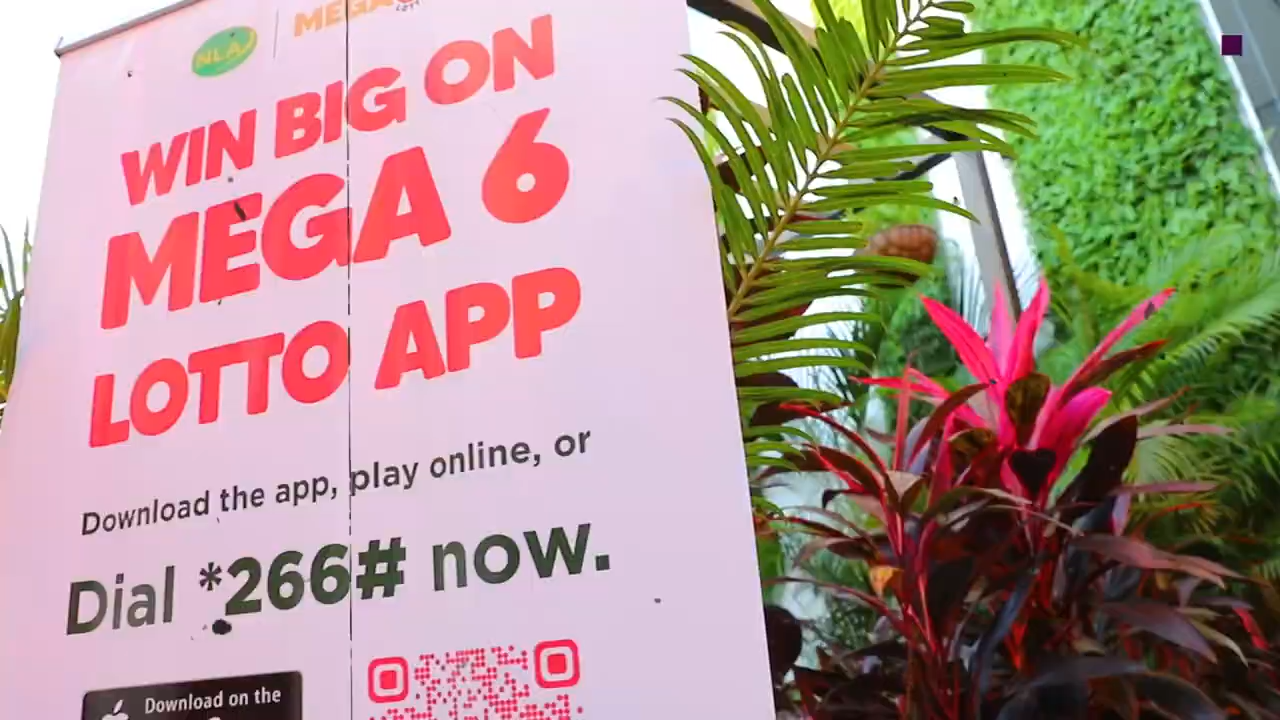 NLA
MEGA
WIN BIG ON
MEGA 6
LOTTO APP
Download the app, play online, or
Dial *266# now.
Download on the